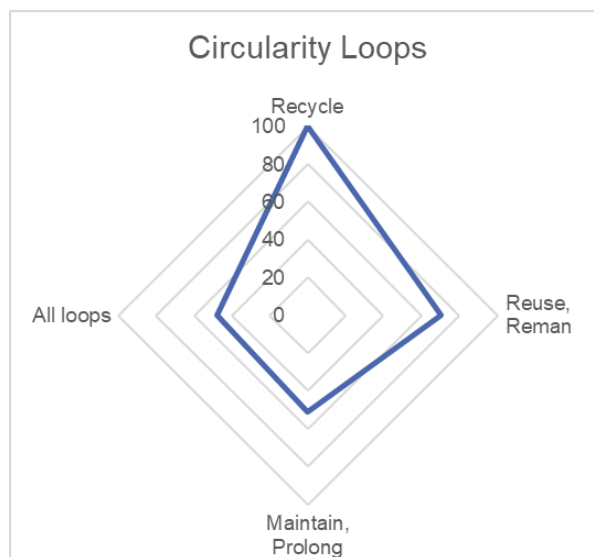 Circularity Loops
Recycle
100
80
60
40
20
0
All loops
Reuse,
Reman
Maintain,
Prolong